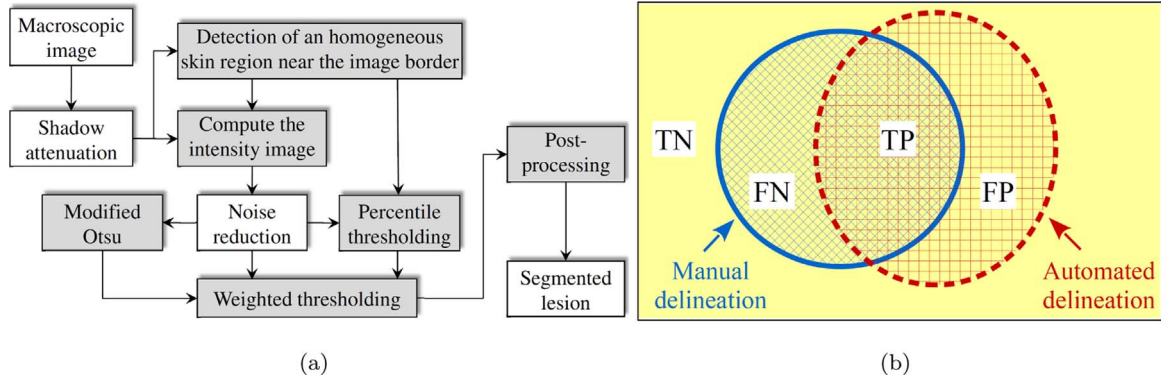 Macroscopic
image
Detection of an homogeneous
skin region near the image border
Shadow
attenuation
Compute the
intensity image
Post-
processing
Modified
Otsu
Noise
reduction
Percentile
thresholding
Weighted thresholding
Segmented
lesion
(a)
TN
TP
FN
FP
Manual
delineation
Automated
delineation
(b)